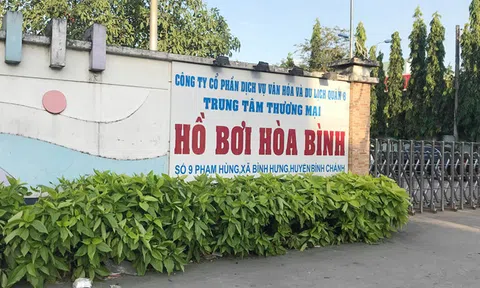 CÔNG TY CỔ PHẦN DỊCH VỤ VĂN HÓA VÀ DU LỊCH QUẬN 6
TRUNG TÂM THƯƠNG MẠI
HỒ BƠI HÒA BÌNH
SỐ 9 PHẠM HÙNG, XÃ BÌNH HƯNG, HUYỆN BÌNH CHÁNH